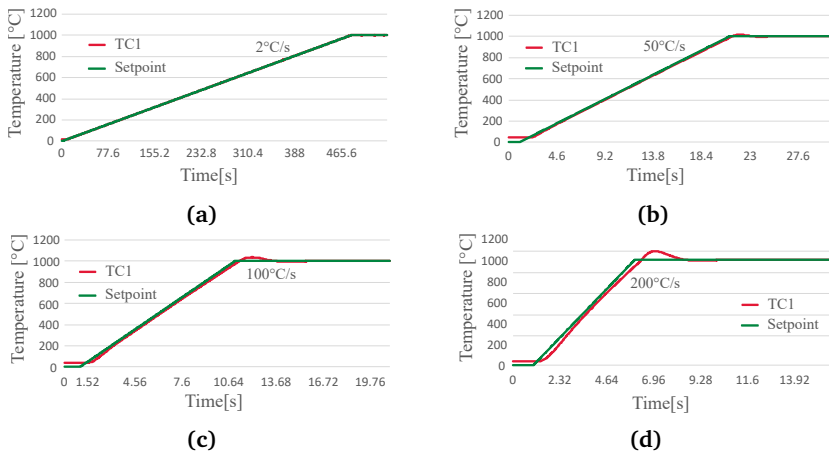 Temperature [°C]
1200
1000
800
600
400
200
0
TC1
Setpoint
2°C/s
0 77.6 155.2 232.8 310.4 388 465.6
Time[s]
(a)
Temperature [°C]
1200
1000
800
600
400
200
0
TC1
Setpoint
50°C/s
0 4.6 9.2 13.8 18.4 23 27.6
Time[s]
(b)
Temperature [°C]
1200
1000
800
600
400
200
0
TC1
Setpoint
100°C/s
0 1.52 4.56 7.6 10.64 13.68 16.72 19.76
Time[s]
(c)
Temperature [°C]
1200
1000
800
600
400
200
0
200°C/s
TC1
Setpoint
0 2.32 4.64 6.96 9.28 11.6 13.92
Time[s]
(d)